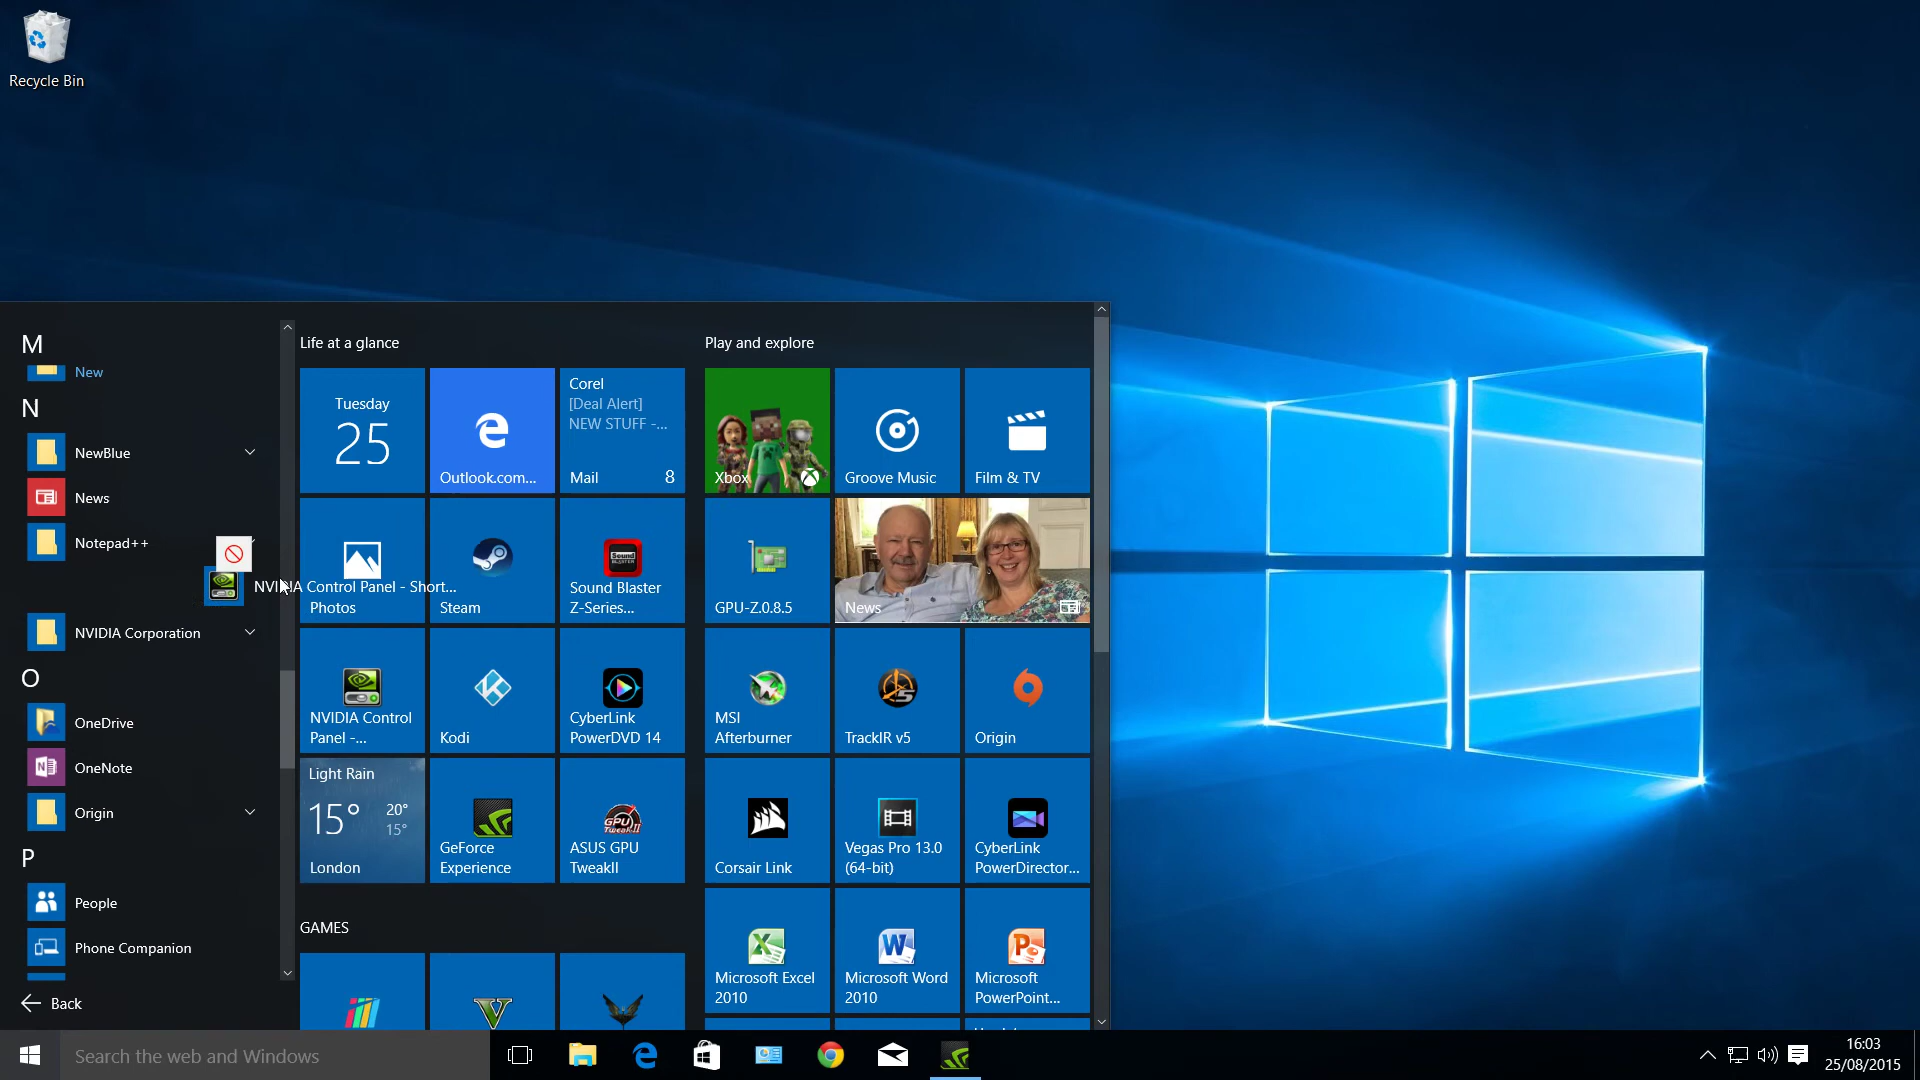 Recycle Bin
M
New
N
NewBlue
News
Notepad++
NVIDIA Control Panel - Short...
NVIDIA Corporation
O
OneDrive
OneNote
Origin
P
People
Phone Companion
Back
Life at a glance
Tuesday
25
Outlook.com...
Corel
[Deal Alert]
NEW STUFF -...
Mail 8
Photos
Steam
Sound Blaster
Z-Series...
NVIDIA Control
Panel -...
Kodi
CyberLink
PowerDVD 14
Light Rain
15° 20°
15°
London
GeForce
Experience
ASUS GPU
TweakII
GAMES
Play and explore
Xbox
Groove Music
Film & TV
GPU-Z.0.8.5
News
MSI
Afterburner
TrackIR v5
Origin
Corsair Link
Vegas Pro 13.0
(64-bit)
CyberLink
PowerDirector...
Microsoft Excel
2010
Microsoft Word
2010
Microsoft
PowerPoint...
Search the web and Windows
16:03
25/08/2015